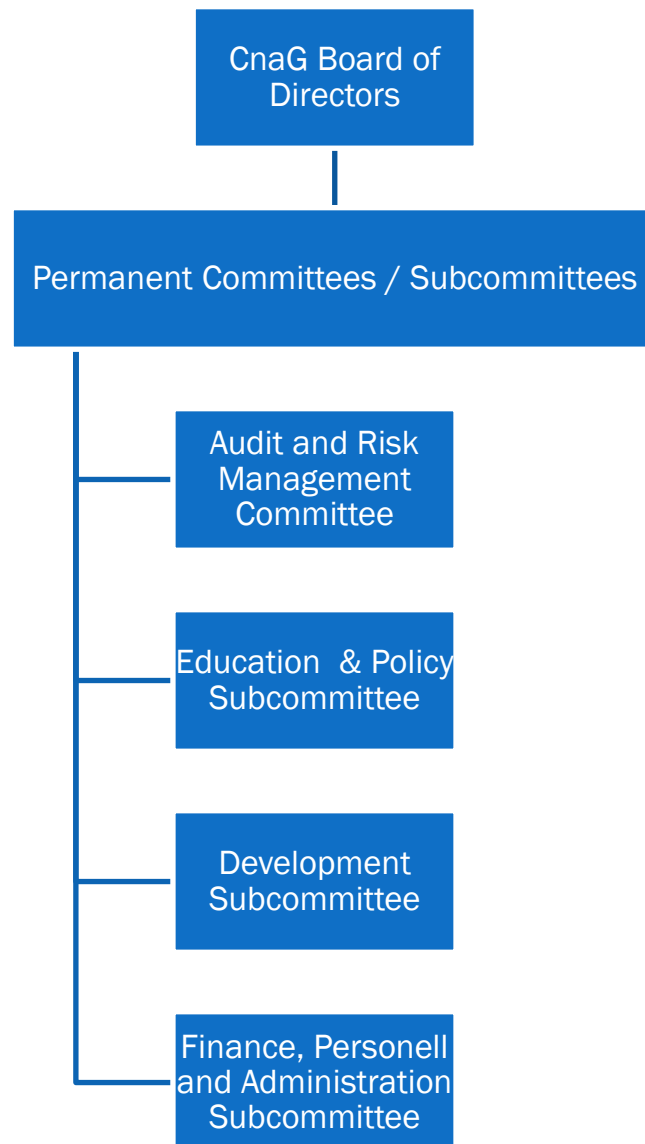 CnaG Board of
Directors
Permanent Committees / Subcommittees
Audit and Risk
Management
Committee
Education & Policy
Subcommittee
Development
Subcommittee
Finance, Personell
and Administration
Subcommittee